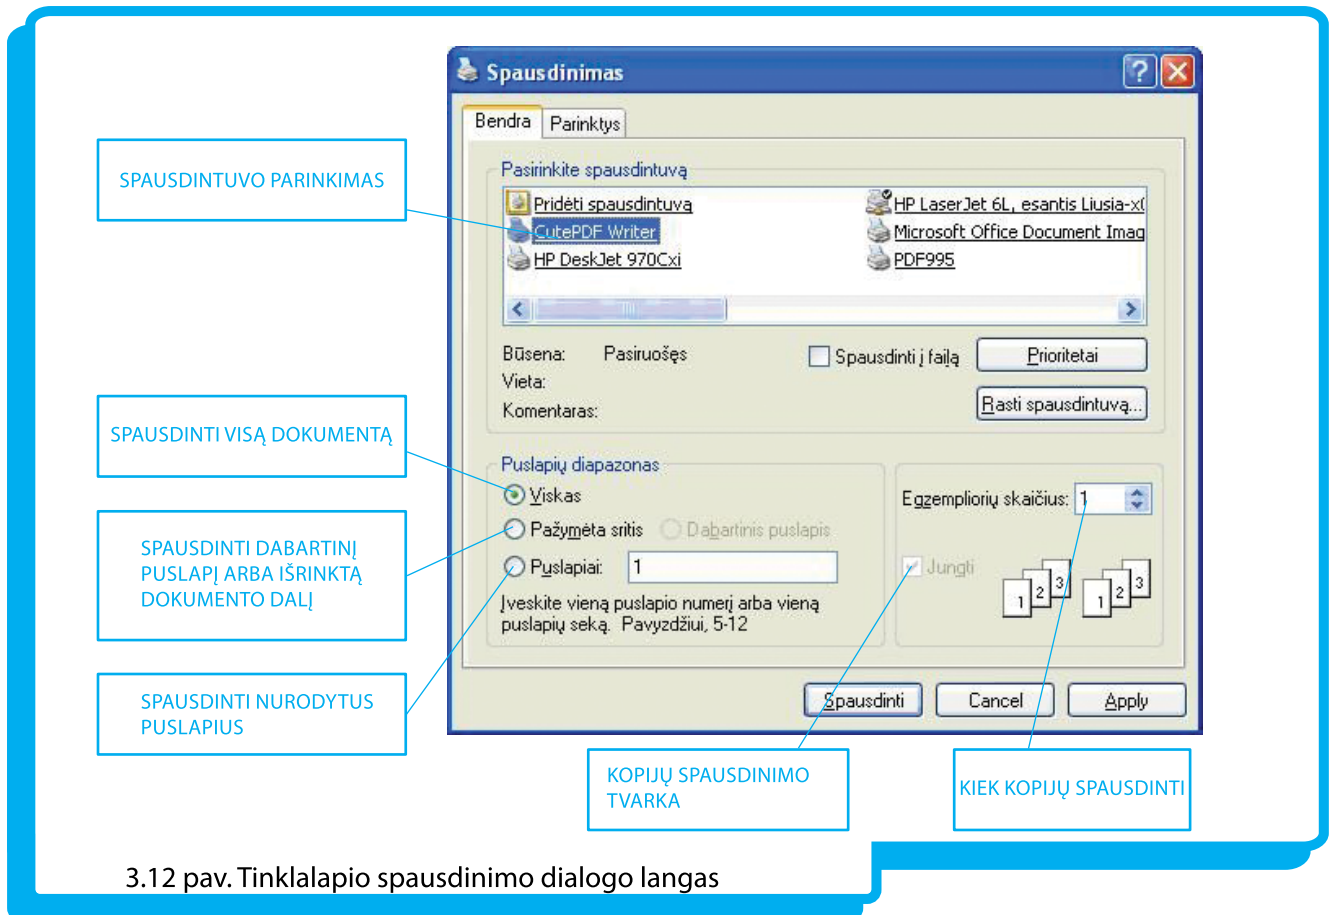 Spausdinimas
Bendra
Parinktys
SPAUSDINTUVO PARINKIMAS
Pasirinkite spausdintuvą
Pridėti spausdintuvą
HP LaserJet 6L, esantis Liusia-x(
CutePDF Writer
Microsoft Office Document Imag
HP DeskJet 970Cxi
PDF995
Būsena: Pasiruošęs
Spausdinti į failą
Prioritetai
Vieta:
Komentaras:
Rasti spausdintuvą...
SPAUSDINTI VISĄ DOKUMENTĄ
Puslapių diapazonas
Viskas
Egzempliorių skaičius: 1
Pažymėta sritis
Dabartinis puslapis
SPAUSDINTI DABARTINĮ
PUSLAPĮ ARBA IŠRINKTĄ
DOKUMENTO DALĮ
Puslapiai: 1
Jungti
1 2 3
1 2 3
Įveskite vieną puslapio numerį arba vieną
puslapių seką. Pavyzdžiui, 5-12
SPAUSDINTI NURODYTUS
PUSLAPIUS
Spausdinti
Cancel
Apply
KOPIJŲ SPAUSDINIMO
TVARKA
KIEK KOPIJŲ SPAUSDINTI
3.12 pav. Tinklalapio spausdinimo dialogo langas